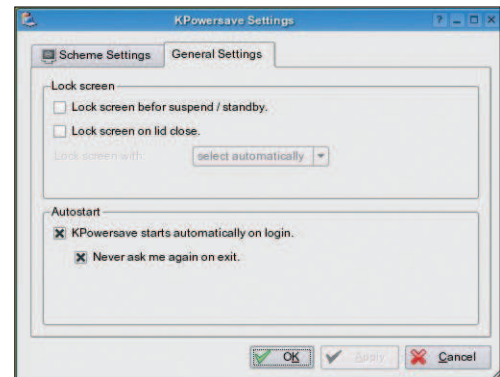 KPowersave Settings
Scheme Settings
General Settings
Lock screen
Lock screen befor suspend / standby.
Lock screen on lid close.
Lock screen with:
select automatically
Autostart
KPowersave starts automatically on login.
Never ask me again on exit.
OK
Apply
Cancel